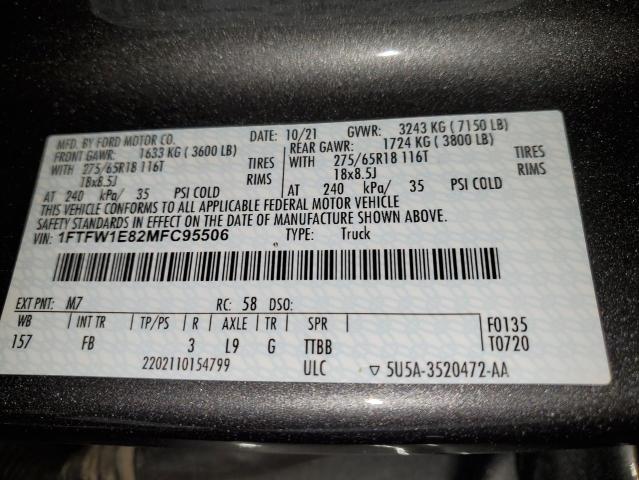 MFD. BY FORD MOTOR CO. DATE: 10/21 GVWR: 3243 KG ( 7150 LB)
FRONT GAWR: 1633 KG ( 3600 LB) REAR GAWR: 1724 KG ( 3800 LB)
WITH 275/65R18 116T TIRES WITH 275/65R18 116T TIRES
18x8.5J RIMS 18x8.5J RIMS
AT 240 kPa/ 35 PSI COLD AT 240 kPa/ 35 PSI COLD
THIS VEHICLE CONFORMS TO ALL APPLICABLE FEDERAL MOTOR VEHICLE
SAFETY STANDARDS IN EFFECT ON THE DATE OF MANUFACTURE SHOWN ABOVE.
VIN: 1FTFW1E82MFC95506 TYPE: Truck
EXT PNT: M7 RC: 58 DSO:
WB INT TR TP/PS R AXLE TR SPR F0135
157 FB 3 L9 G TTBB T0720
2202110154799 ULC ▽ 5U5A-3520472-AA